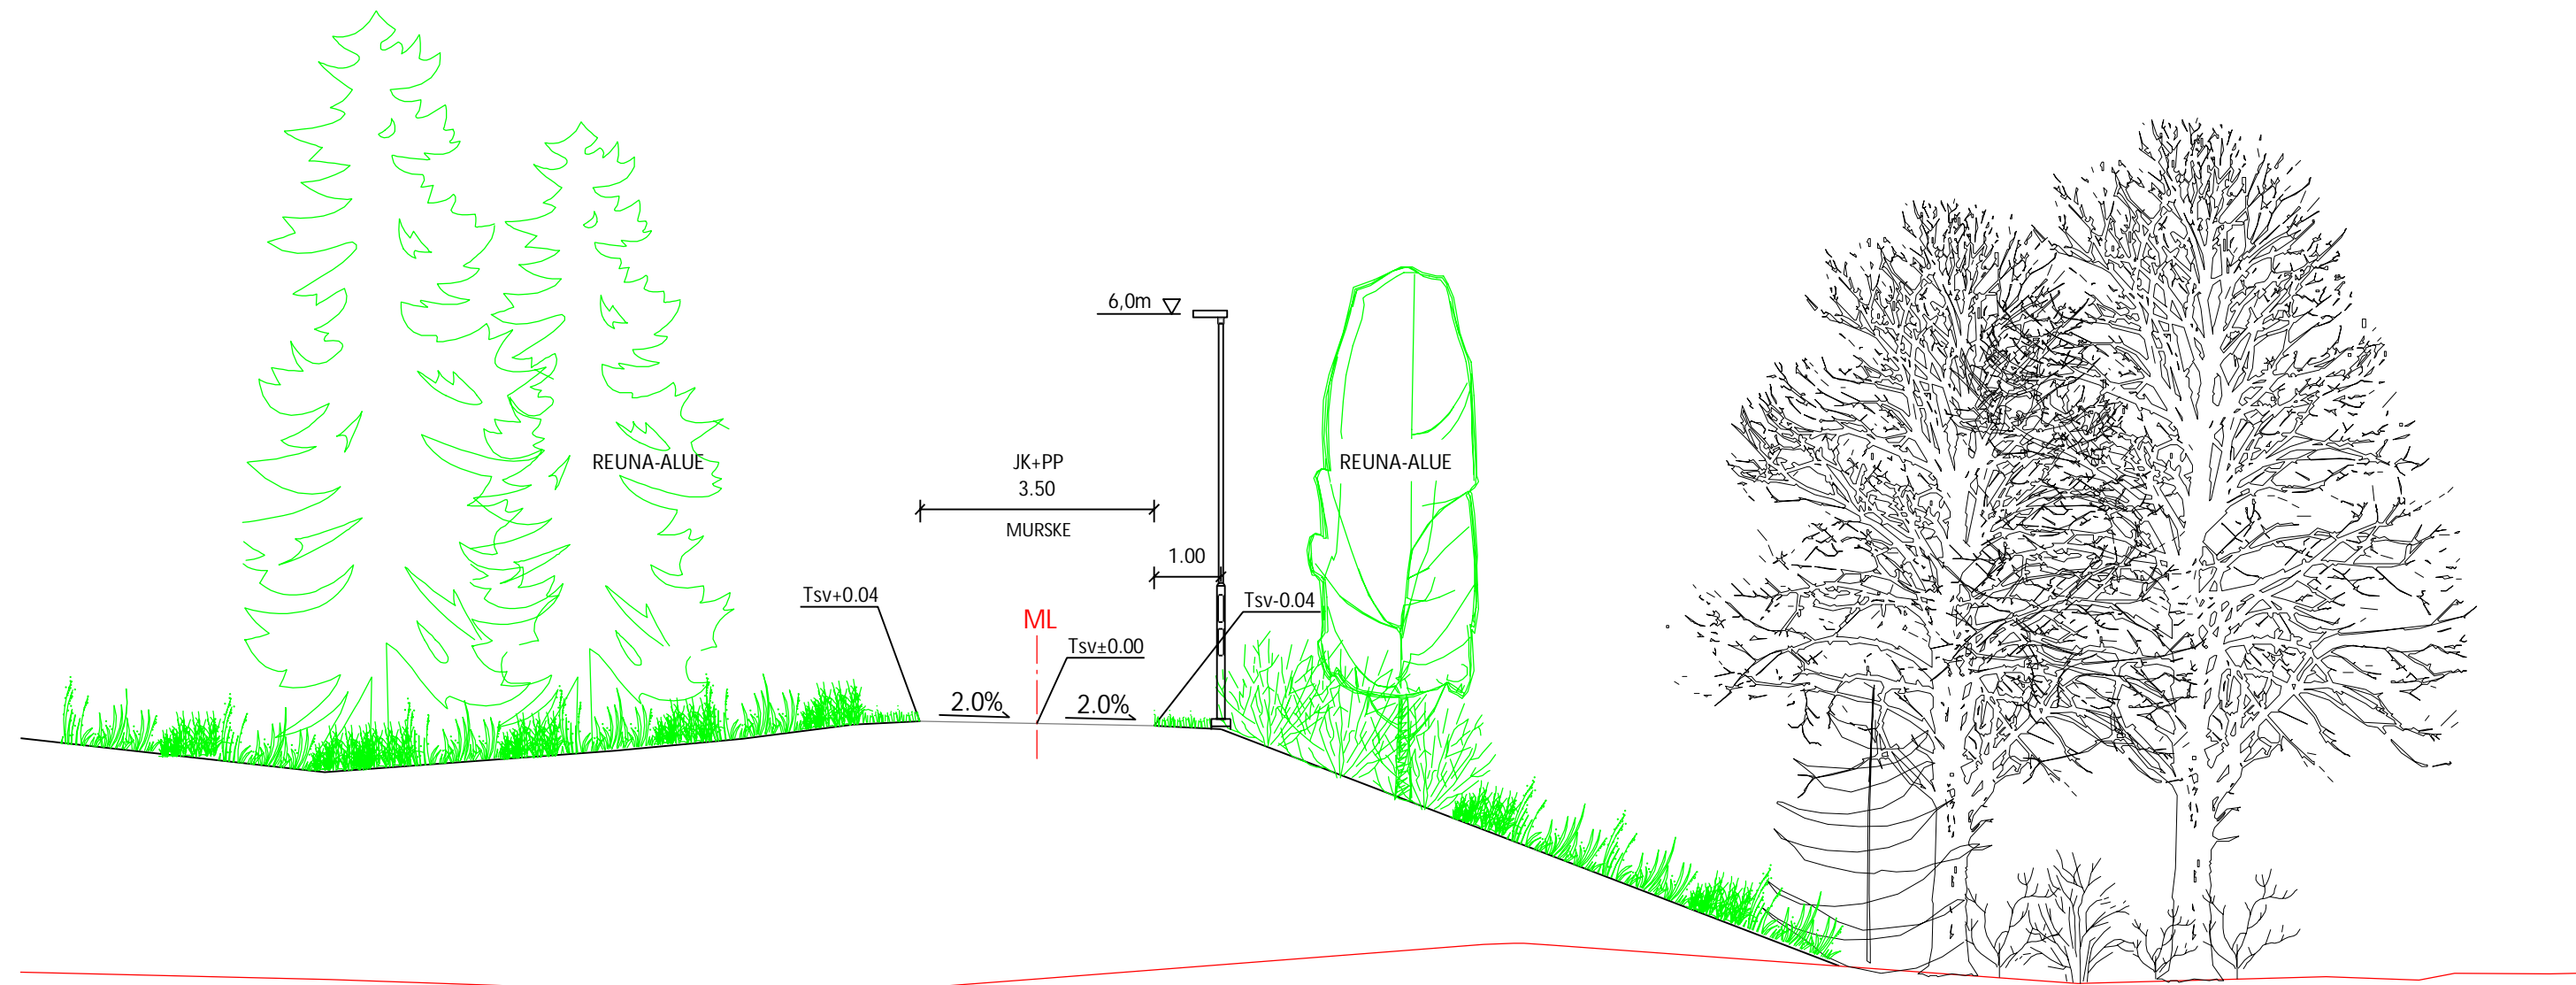 6,0m
REUNA-ALUE
JK+PP
3.50
MURSKE
REUNA-ALUE
1.00
Tsv+0.04
Tsv-0.04
ML
Tsv±0.00
2.0%
2.0%